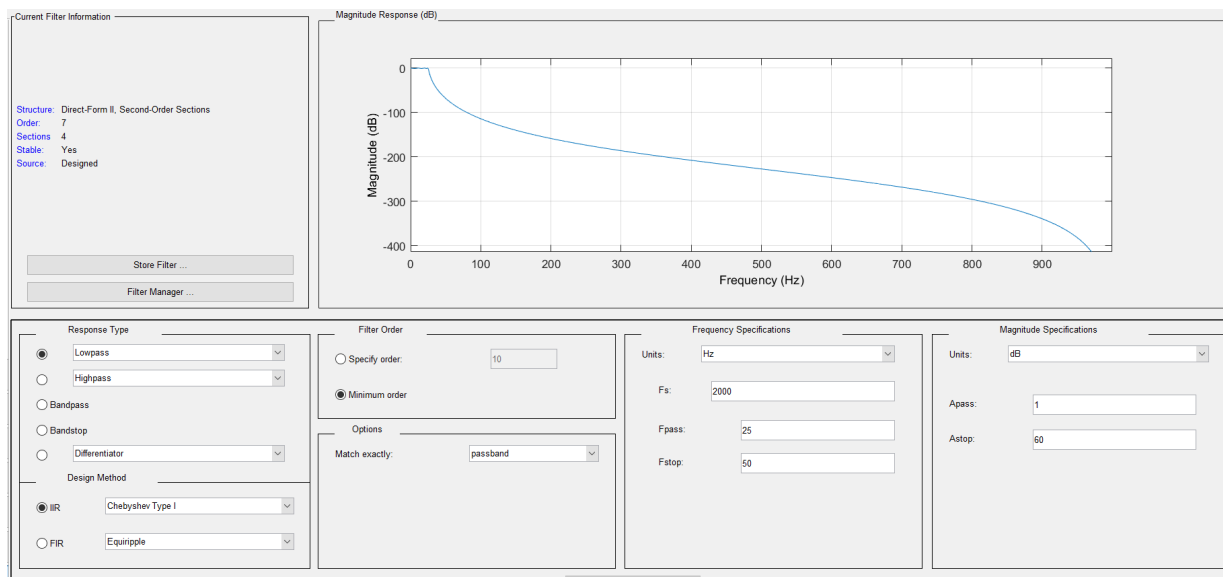 Current Filter Information
Structure: Direct-Form II, Second-Order Sections
Order: 7
Sections 4
Stable: Yes
Source: Designed
Store Filter ...
Filter Manager ...
Magnitude Response (dB)
Magnitude (dB)
0
-100
-200
-300
-400
0 100 200 300 400 500 600 700 800 900
Frequency (Hz)
Response Type
Lowpass
Highpass
Bandpass
Bandstop
Differentiator
Design Method
IIR Chebyshev Type I
FIR Equiripple
Filter Order
Specify order: 10
Minimum order
Options
Match exactly: passband
Frequency Specifications
Units: Hz
Fs: 2000
Fpass: 25
Fstop: 50
Magnitude Specifications
Units: dB
Apass: 1
Astop: 60